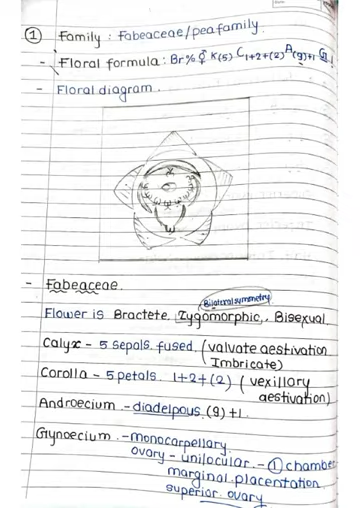 ① Family : Fabeaceae/pea family.
- Floral formula : Br % ⚥ K(5) C1+2+(2) A(9)+1 G1
- Floral diagram.
- Fabeaceae.
Bilateral symmetry
Flower is Bractete, Zygomorphic, Bisexual
Calyx - 5 sepals. fused. (valvate aestivation
Imbricate)
Corolla - 5 petals. 1+2+(2) (vexillory
aestivation)
Androecium - diadelpous (9)+1.
Gynoecium - monocarpellary
ovary - unilocular - ① chamber
marginal placentation
superior ovary